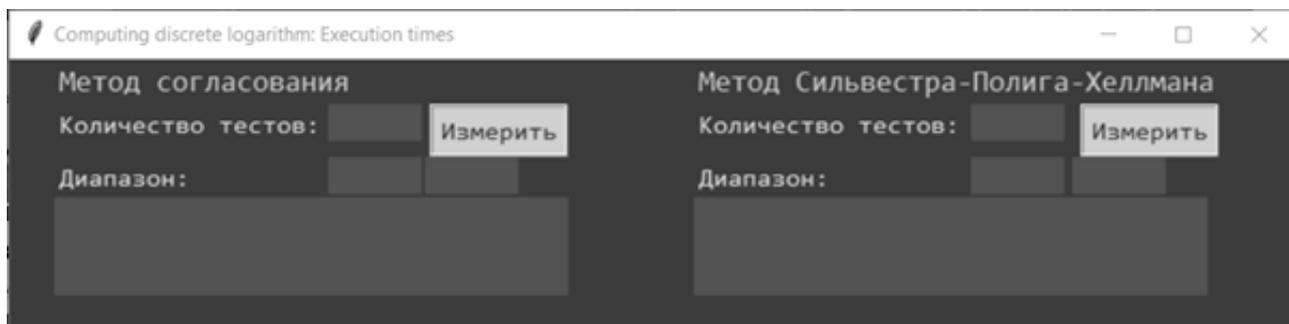 Computing discrete logarithm: Execution times
Метод согласования
Количество тестов:
Измерить
Диапазон:
Метод Сильвестра-Полига-Хеллмана
Количество тестов:
Измерить
Диапазон: